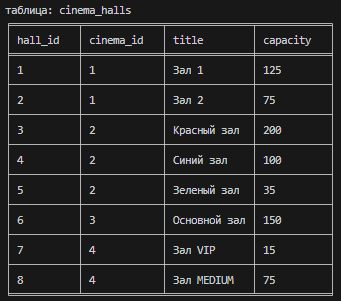 таблица: cinema_halls
hall_id cinema_id title capacity
1 1 Зал 1 125
2 1 Зал 2 75
3 2 Красный зал 200
4 2 Синий зал 100
5 2 Зеленый зал 35
6 3 Основной зал 150
7 4 Зал VIP 15
8 4 Зал MEDIUM 75